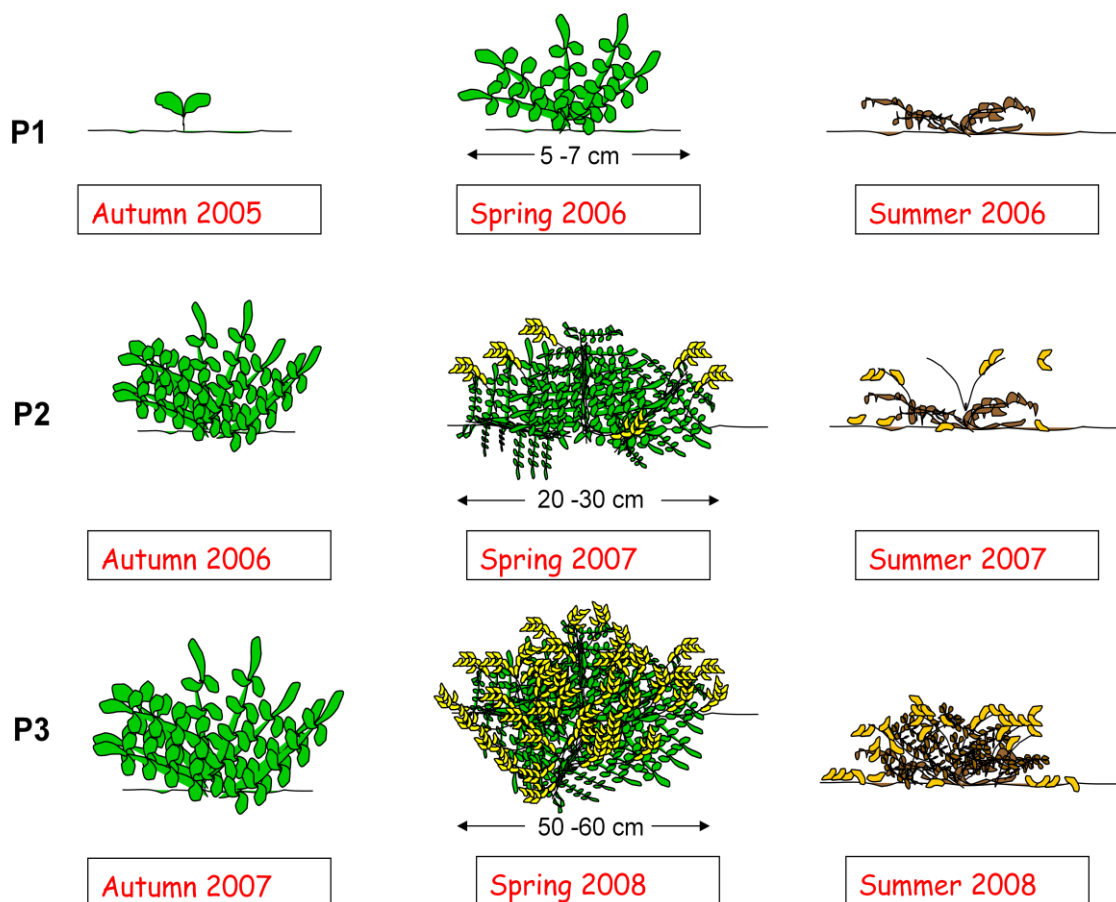 P1
5 -7 cm
Autumn 2005
Spring 2006
Summer 2006
P2
20 -30 cm
Autumn 2006
Spring 2007
Summer 2007
P3
50 -60 cm
Autumn 2007
Spring 2008
Summer 2008